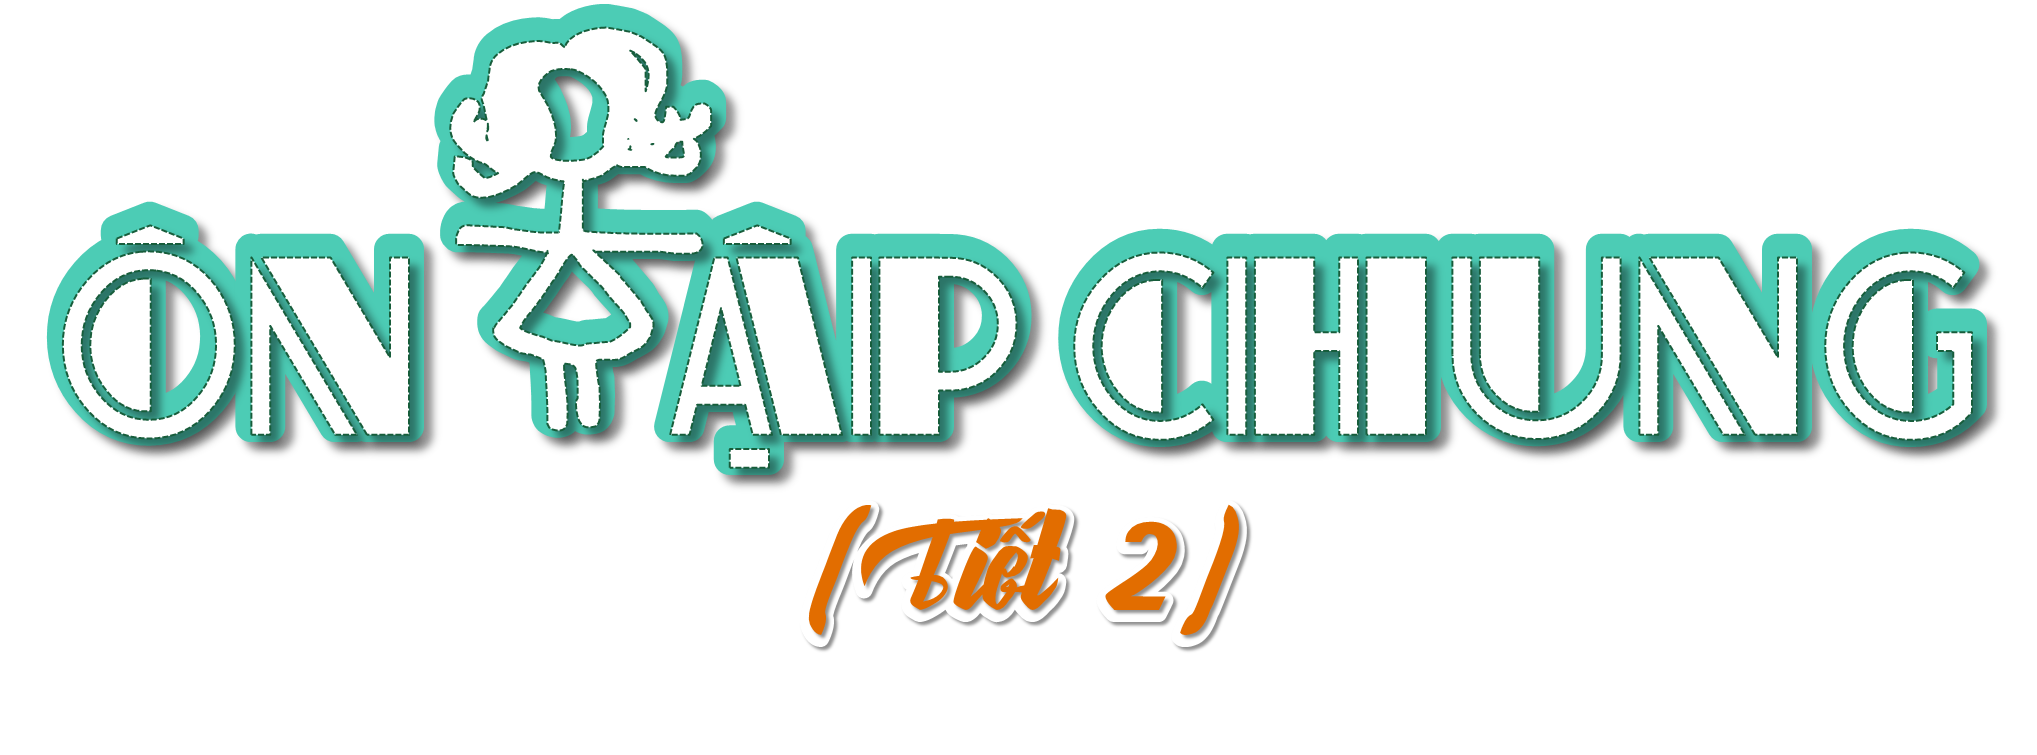 ÔN TẬP CHUNG
(Tiết 2)